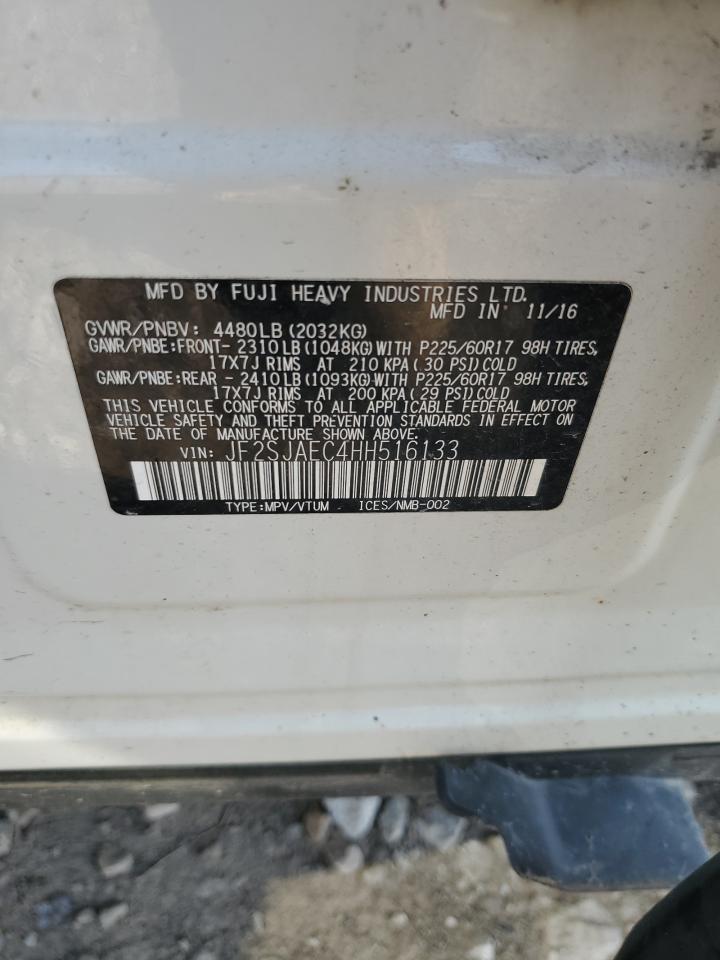 MFD BY FUJI HEAVY INDUSTRIES LTD.
MFD IN 11/16
GVWR/PNBV: 4480LB(2032KG)
GAWR/PNBE:FRONT-2310LB(1048KG)WITH P225/60R17 98H TIRES,
17X7J RIMS AT 210 KPA(30 PSI)COLD
GAWR/PNBE:REAR -2410LB(1093KG)WITH P225/60R17 98H TIRES,
17X7J RIMS AT 200 KPA(29 PSI)COLD
THIS VEHICLE CONFORMS TO ALL APPLICABLE FEDERAL MOTOR
VEHICLE SAFETY AND THEFT PREVENTION STANDARDS IN EFFECT ON
THE DATE OF MANUFACTURE SHOWN ABOVE.
VIN: JF2SJAEC4HH516133
TYPE:MPV/VTUM ICES/NMB-002